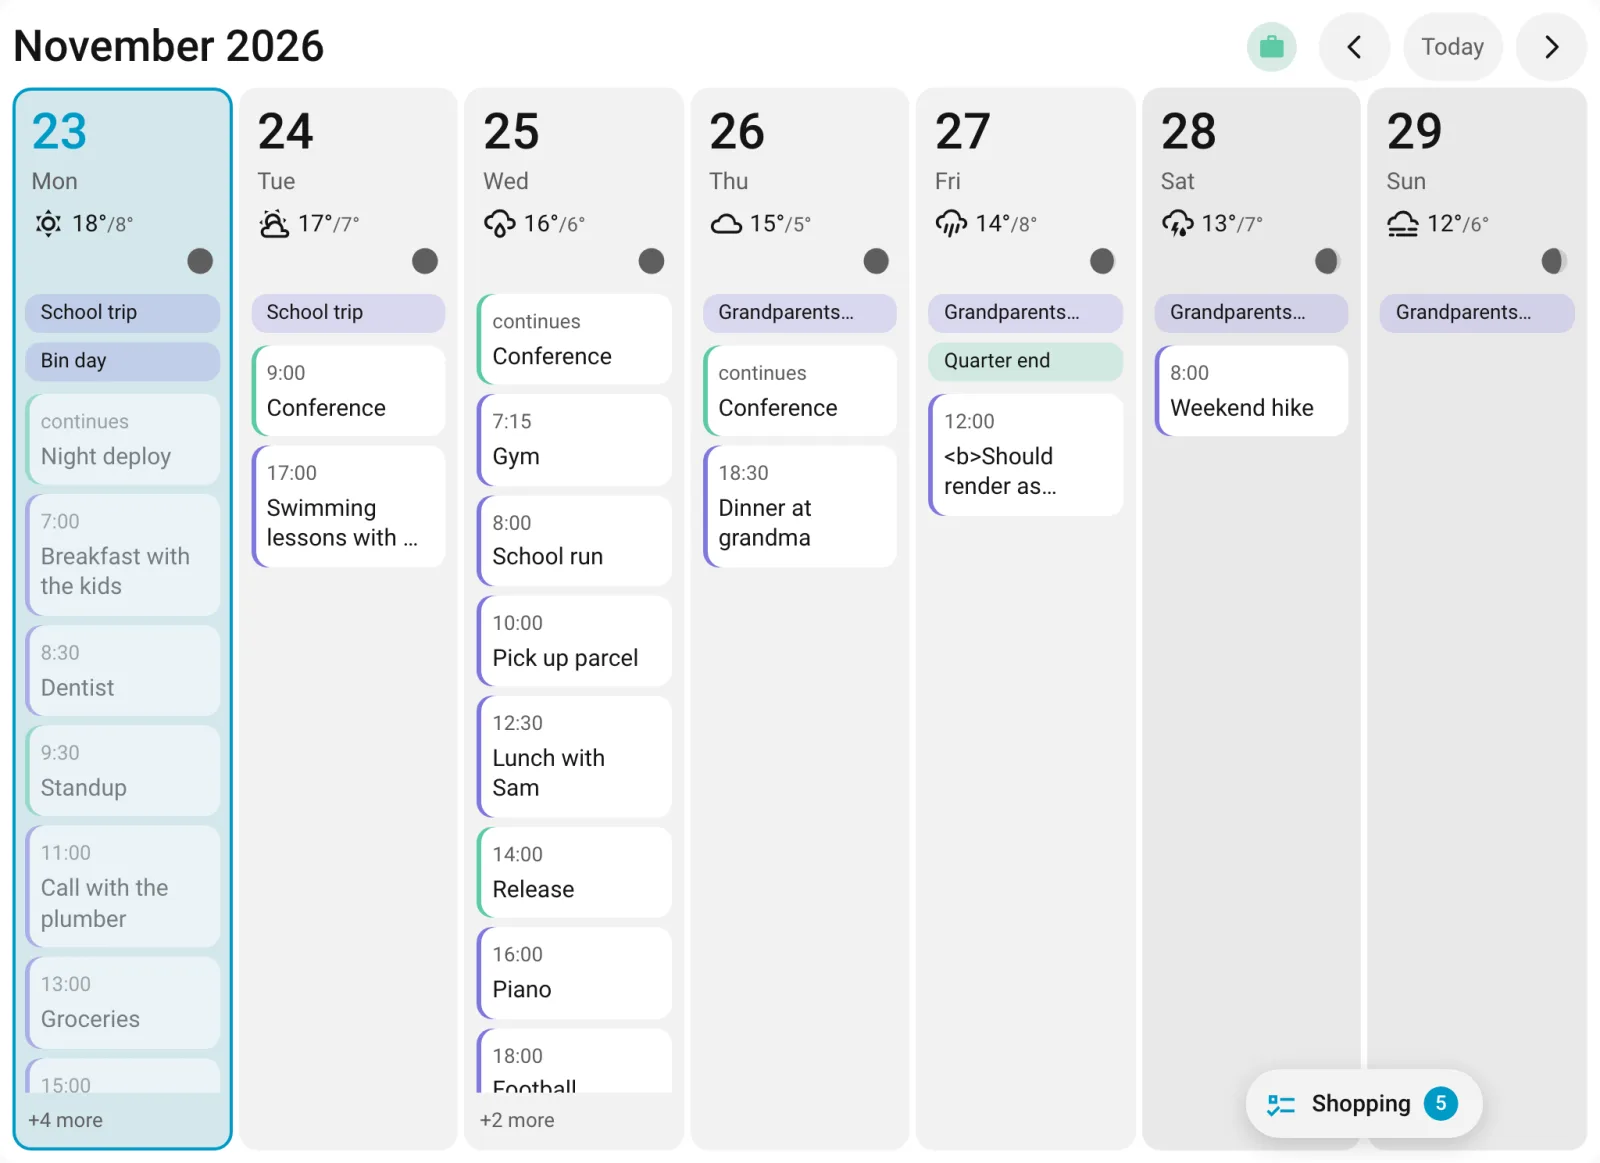 November 2026
Today
23
Mon
18°/8°
School trip
Bin day
continues
Night deploy
7:00
Breakfast with
the kids
8:30
Dentist
9:30
Standup
11:00
Call with the
plumber
13:00
Groceries
15:00
+4 more
24
Tue
17°/7°
School trip
9:00
Conference
17:00
Swimming
lessons with ...
25
Wed
16°/6°
continues
Conference
7:15
Gym
8:00
School run
10:00
Pick up parcel
12:30
Lunch with
Sam
14:00
Release
16:00
Piano
18:00
Football
+2 more
26
Thu
15°/5°
Grandparents...
continues
Conference
18:30
Dinner at
grandma
27
Fri
14°/8°
Grandparents...
Quarter end
12:00
<b>Should
render as...
28
Sat
13°/7°
Grandparents...
8:00
Weekend hike
29
Sun
12°/6°
Grandparents...
Shopping 5